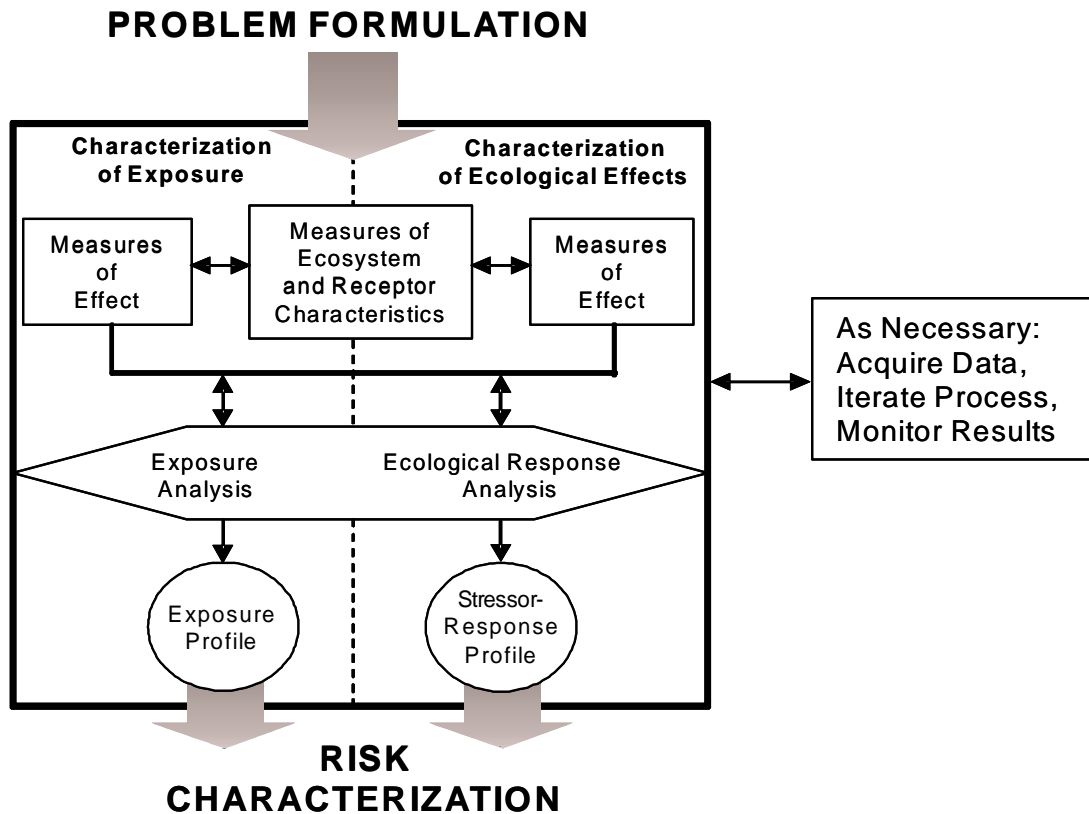 PROBLEM FORMULATION
Characterization
of Exposure
Characterization
of Ecological Effects
Measures
of
Effect
Measures of
Ecosystem
and Receptor
Characteristics
Measures
of
Effect
As Necessary:
Acquire Data,
Iterate Process,
Monitor Results
Exposure
Analysis
Ecological Response
Analysis
Exposure
Profile
Stressor-
Response
Profile
RISK
CHARACTERIZATION